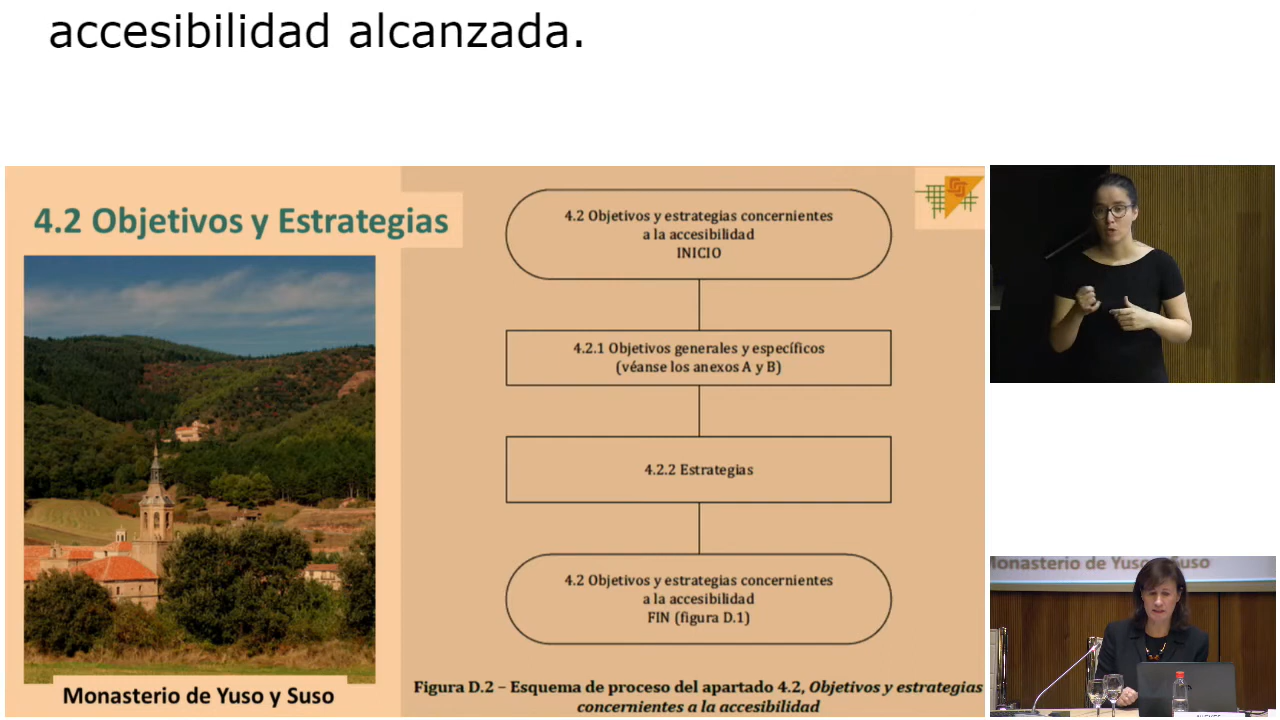 accesibilidad alcanzada.
4.2 Objetivos y Estrategias
4.2 Objetivos y estrategias concernientes
a la accesibilidad
INICIO
4.2.1 Objetivos generales y específicos
(véanse los anexos A y B)
4.2.2 Estrategias
4.2 Objetivos y estrategias concernientes
a la accesibilidad
FIN (figura D.1)
Monasterio de Yuso y Suso
Figura D.2 – Esquema de proceso del apartado 4.2, Objetivos y estrategias
concernientes a la accesibilidad
Monasterio de Yuso Suso